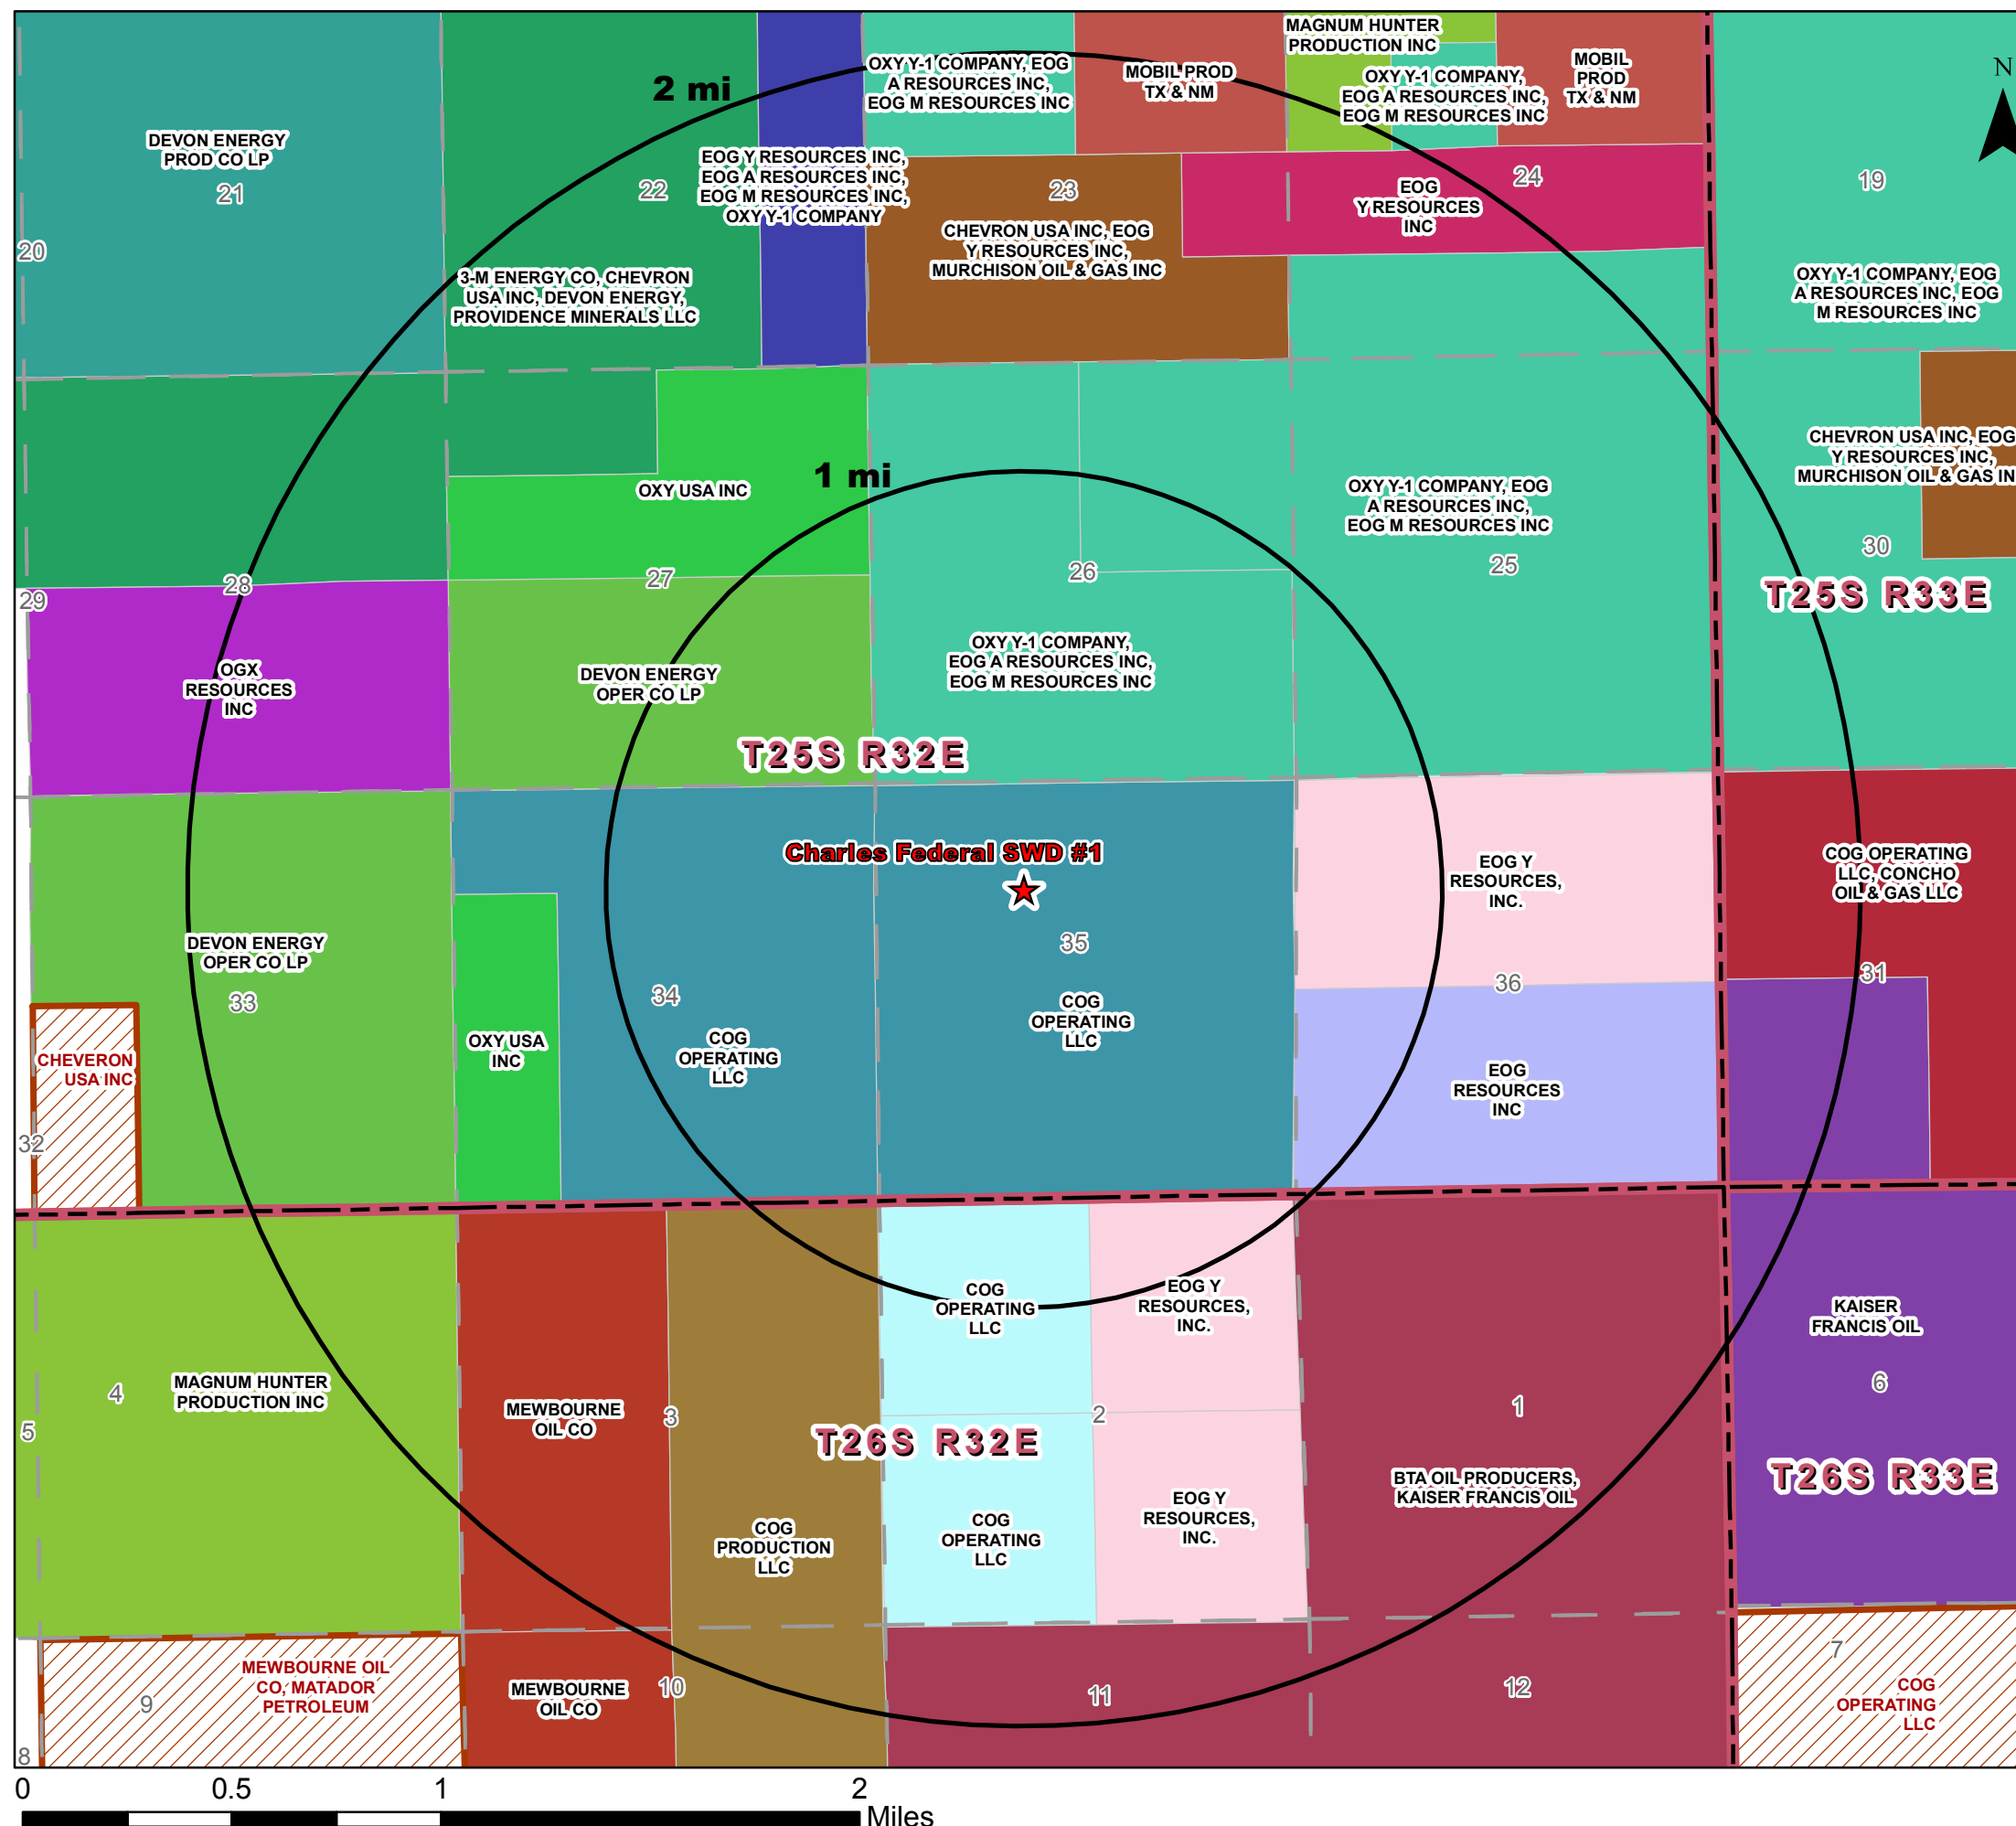 MAGNUM HUNTER
PRODUCTION INC
OXY Y-1 COMPANY, EOG
A RESOURCES INC,
EOG M RESOURCES INC
MOBIL PROD
TX & NM
OXY Y-1 COMPANY,
EOG A RESOURCES INC,
EOG M RESOURCES INC
MOBIL
PROD
TX & NM
N
2 mi
DEVON ENERGY
PROD CO LP
21
22
EOG Y RESOURCES INC,
EOG A RESOURCES INC,
EOG M RESOURCES INC,
OXY Y-1 COMPANY
23
24
19
EOG
Y RESOURCES
INC
20
CHEVRON USA INC, EOG
Y RESOURCES INC,
MURCHISON OIL & GAS INC
3-M ENERGY CO, CHEVRON
USA INC, DEVON ENERGY,
PROVIDENCE MINERALS LLC
OXY Y-1 COMPANY, EOG
A RESOURCES INC, EOG
M RESOURCES INC
CHEVRON USA INC, EOG
Y RESOURCES INC,
MURCHISON OIL & GAS IN
1 mi
OXY USA INC
OXY Y-1 COMPANY, EOG
A RESOURCES INC,
EOG M RESOURCES INC
30
29
28
27
26
25
T25S R33E
OGX
RESOURCES
INC
DEVON ENERGY
OPER CO LP
OXY Y-1 COMPANY,
EOG A RESOURCES INC,
EOG M RESOURCES INC
T25S R32E
Charles Federal SWD #1
EOG Y
RESOURCES,
INC.
COG OPERATING
LLC, CONCHO
OIL & GAS LLC
DEVON ENERGY
OPER CO LP
33
34
35
36
31
CHEVERON
USA INC
OXY USA
INC
COG
OPERATING
LLC
COG
OPERATING
LLC
EOG
RESOURCES
INC
32
COG
OPERATING
LLC
EOG Y
RESOURCES,
INC.
KAISER
FRANCIS OIL
4
MAGNUM HUNTER
PRODUCTION INC
5
MEWBOURNE
OIL CO
3
2
1
6
T26S R32E
T26S R33E
BTA OIL PRODUCERS,
KAISER FRANCIS OIL
COG
PRODUCTION
LLC
COG
OPERATING
LLC
EOG Y
RESOURCES,
INC.
MEWBOURNE OIL
CO, MATADOR
PETROLEUM
9
MEWBOURNE
OIL CO
10
11
12
7
COG
OPERATING
LLC
8
0 0.5 1 2
Miles